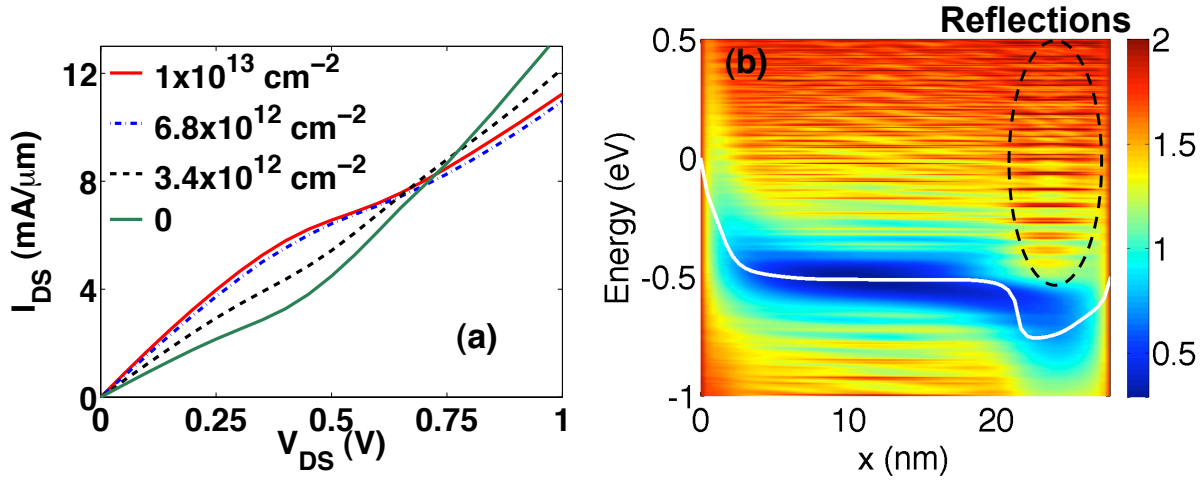 Reflections
(a)
12
8
4
0
I_DS (mA/μm)
1x10^13 cm^−2
6.8x10^12 cm^−2
3.4x10^12 cm^−2
0
0 0.25 0.5 0.75 1
V_DS (V)
(b)
0.5
0
-0.5
-1
Energy (eV)
0 10 20
x (nm)
2
1.5
1
0.5